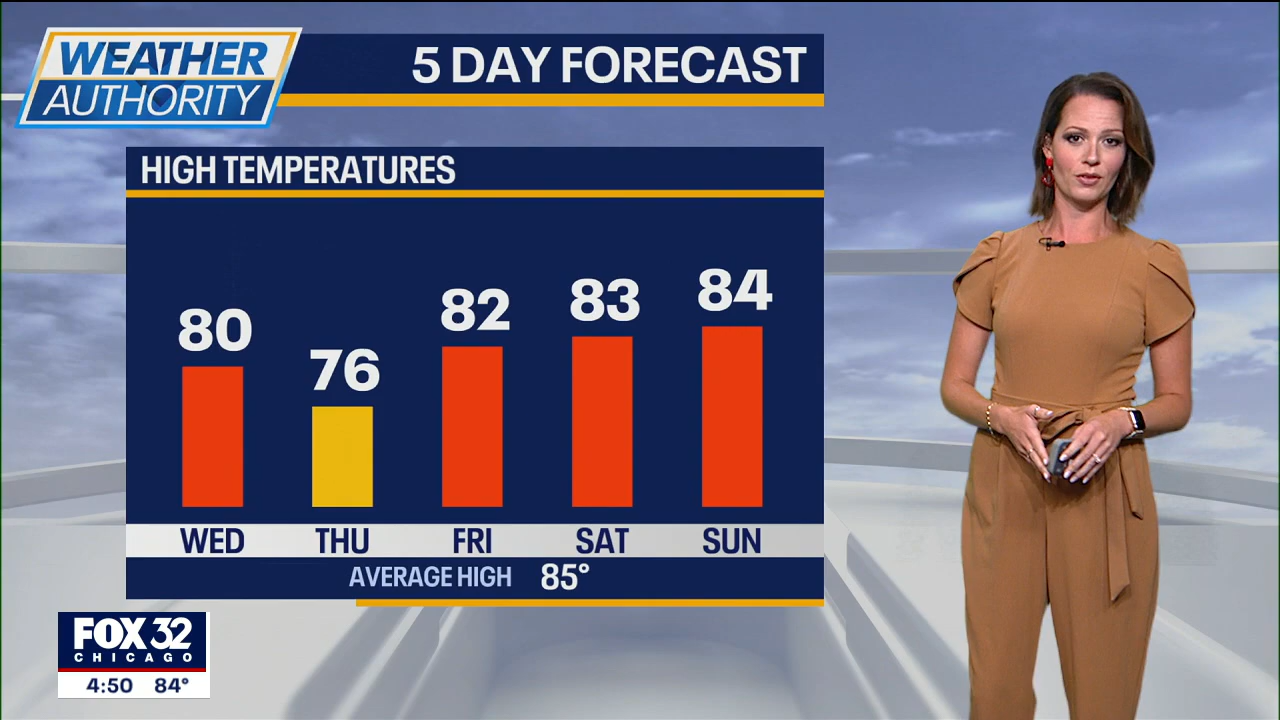 WEATHER
AUTHORITY
5 DAY FORECAST
HIGH TEMPERATURES
80 76 82 83 84
WED THU FRI SAT SUN
AVERAGE HIGH 85°
FOX 32
CHICAGO
4:50 84°